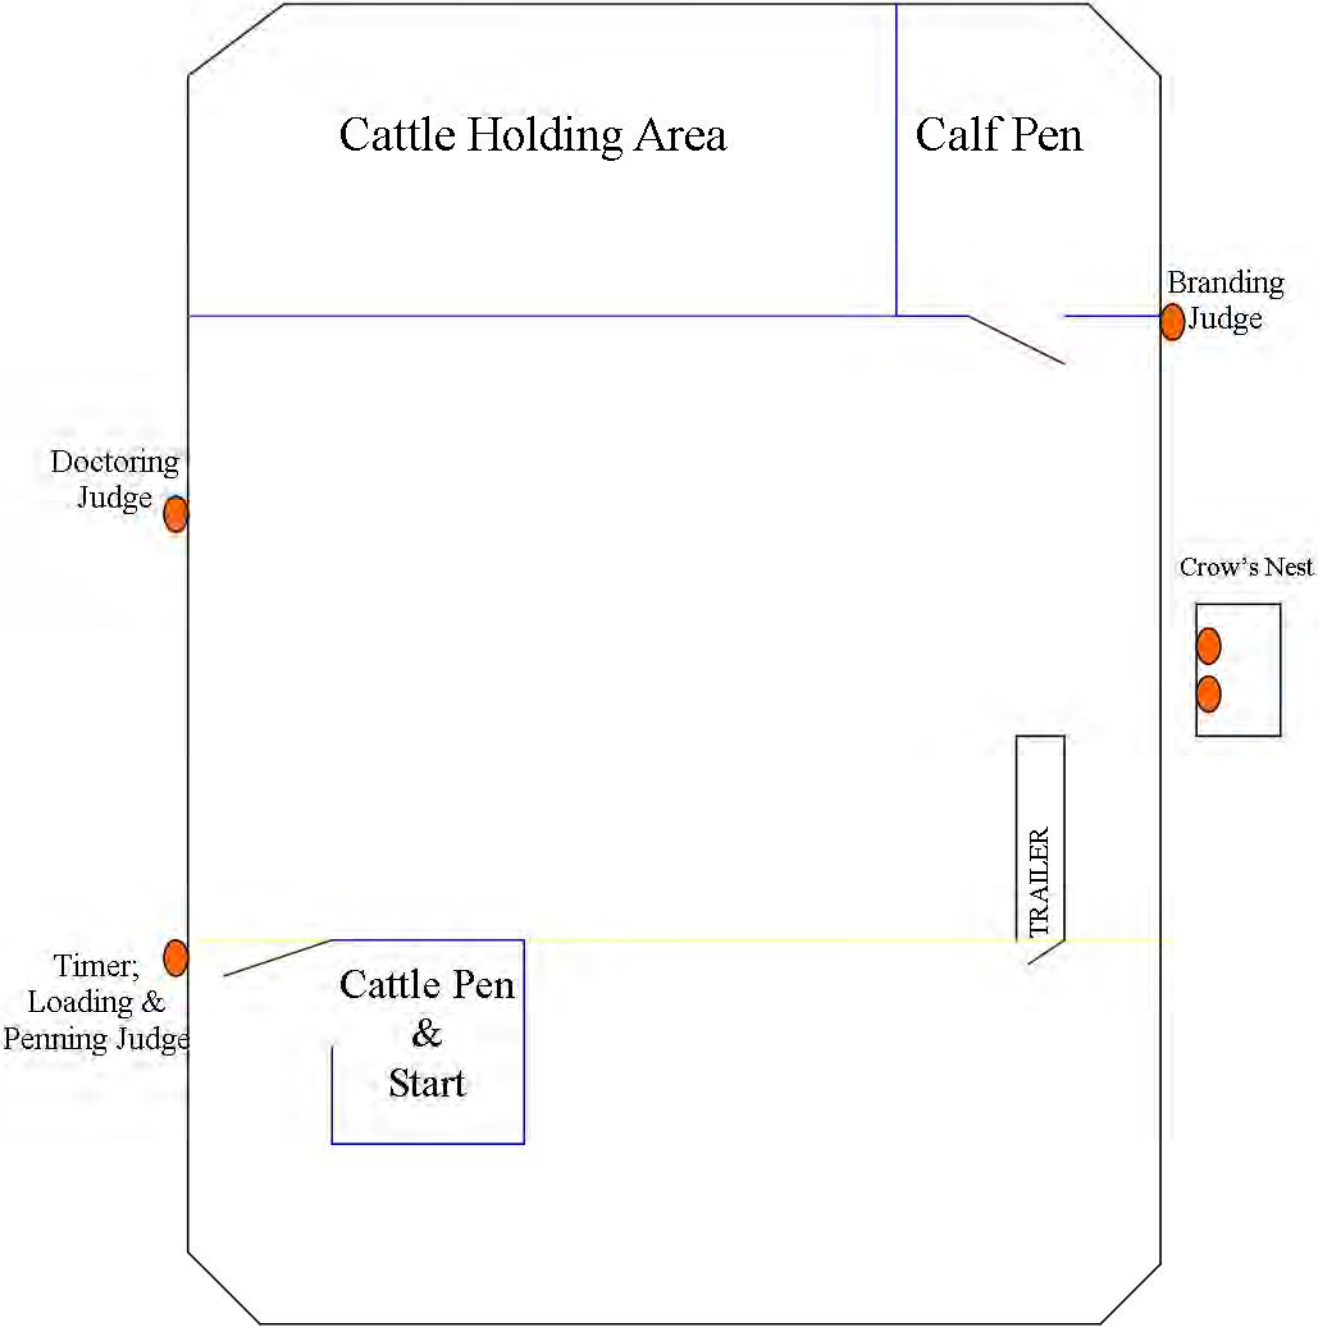 Cattle Holding Area
Calf Pen
Branding
Judge
Doctoring
Judge
Crow's Nest
TRAILER
Timer;
Loading &
Penning Judge
Cattle Pen
&
Start